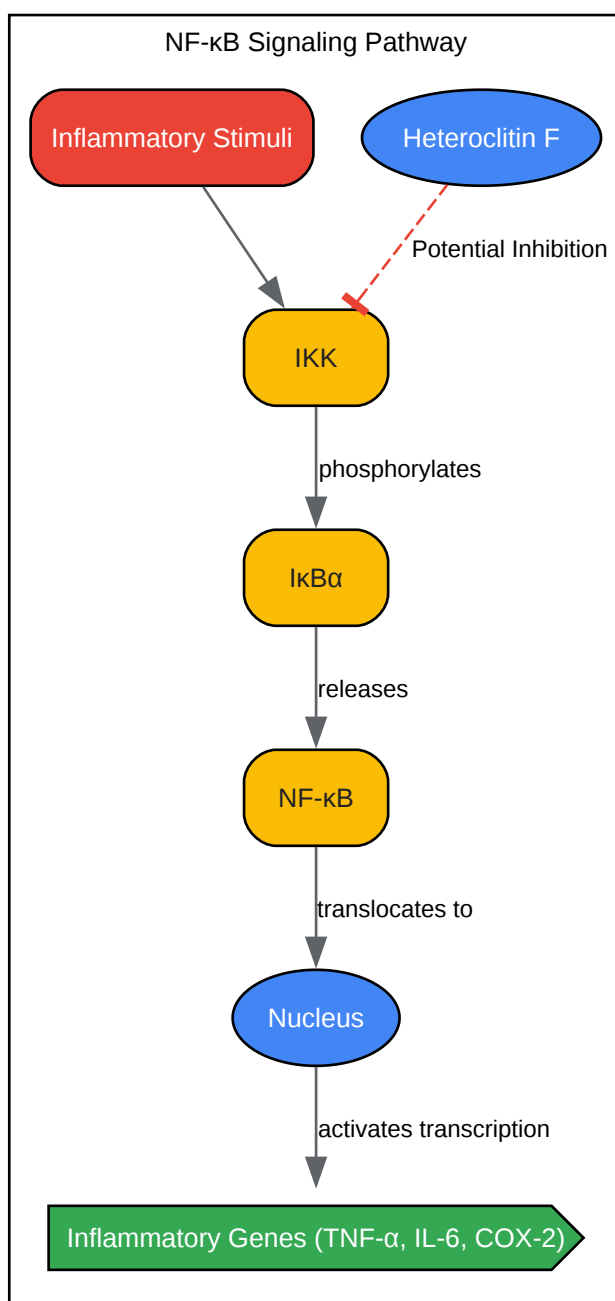 NF-κB Signaling Pathway
Inflammatory Stimuli
Heteroclitin F
Potential Inhibition
IKK
phosphorylates
IκBα
releases
NF-κB
translocates to
Nucleus
activates transcription
Inflammatory Genes (TNF-α, IL-6, COX-2)